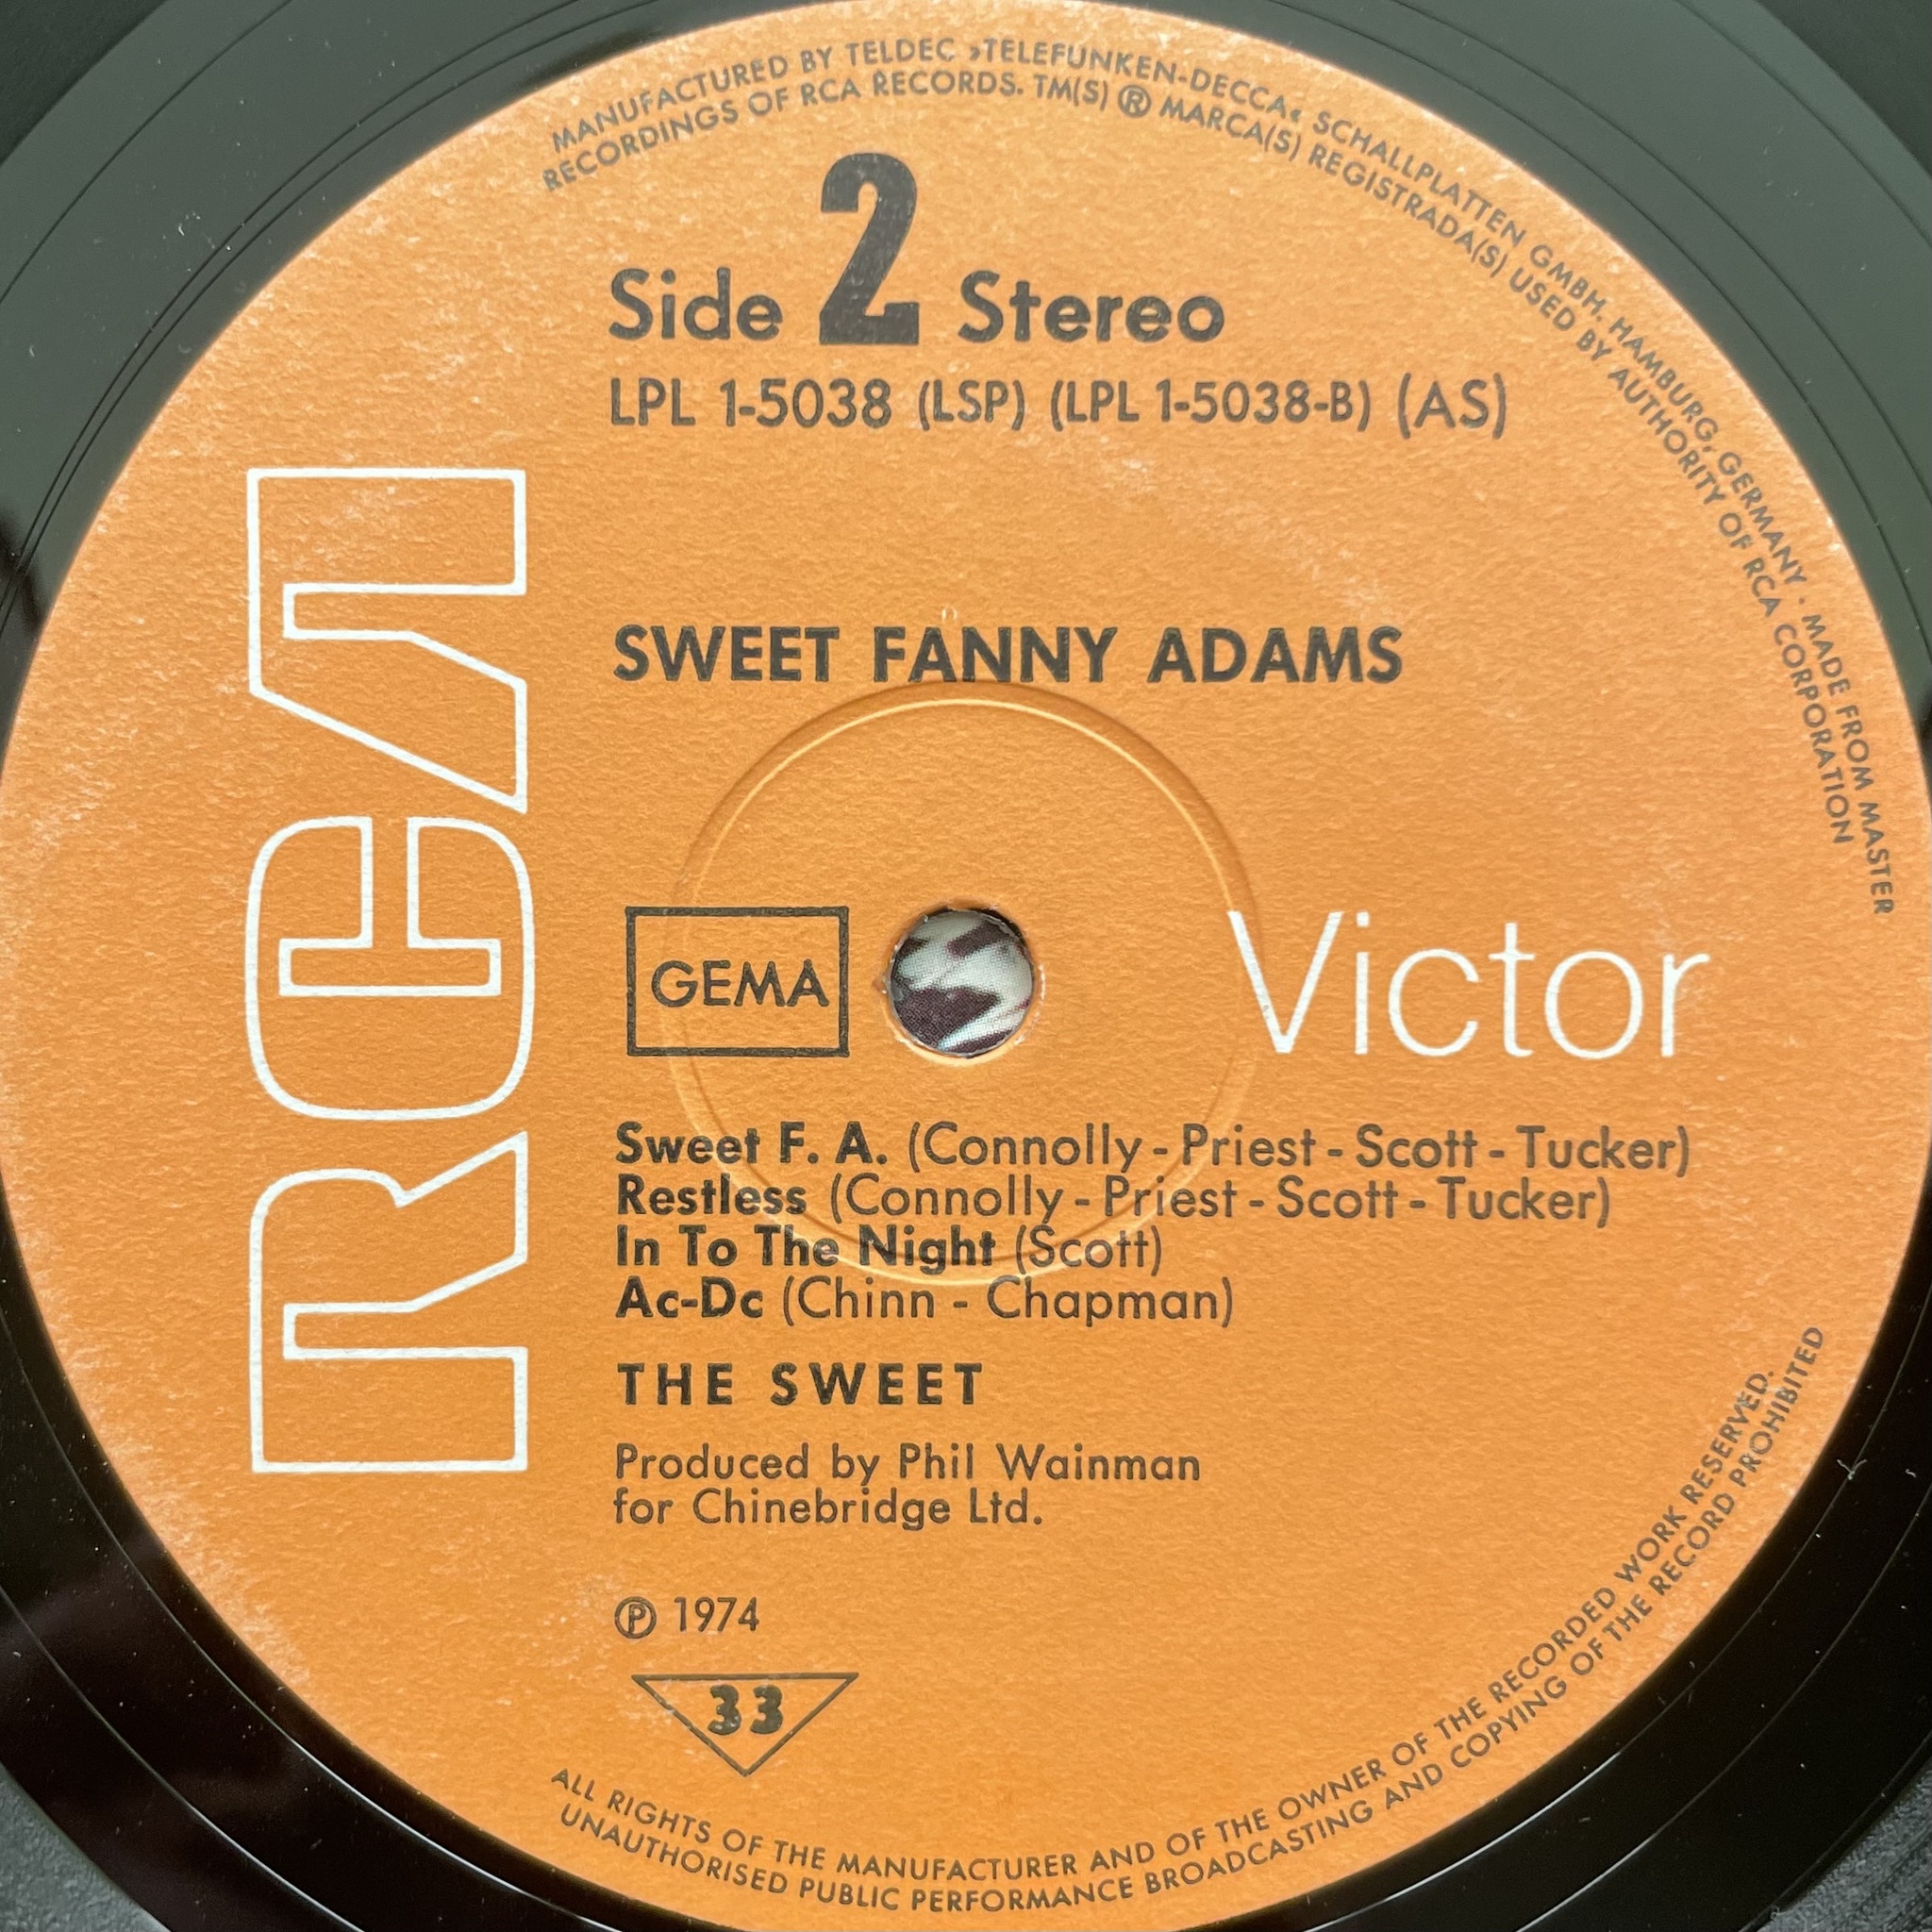 MANUFACTURED BY TELDEC »TELEFUNKEN-DECCA« SCHALLPLATTEN GMBH. HAMBURG, GERMANY · MADE FROM MASTER
RECORDINGS OF RCA RECORDS. TM(S) ® MARCA(S) REGISTRADA(S) USED BY AUTHORITY OF RCA CORPORATION
Side 2 Stereo
LPL 1-5038 (LSP) (LPL 1-5038-B) (AS)
RCA
SWEET FANNY ADAMS
GEMA
Victor
Sweet F. A. (Connolly - Priest - Scott - Tucker)
Restless (Connolly - Priest - Scott - Tucker)
In To The Night (Scott)
Ac-Dc (Chinn - Chapman)
THE SWEET
Produced by Phil Wainman
for Chinebridge Ltd.
℗ 1974
33
ALL RIGHTS OF THE MANUFACTURER AND OF THE OWNER OF THE RECORDED WORK RESERVED.
UNAUTHORISED PUBLIC PERFORMANCE BROADCASTING AND COPYING OF THE RECORD PROHIBITED